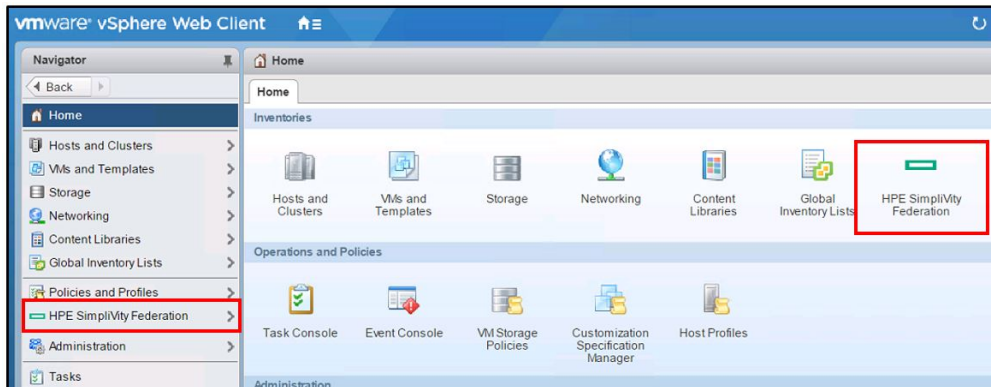 vmware® vSphere Web Client
Navigator
Home
Back
Home
Home
Inventories
Hosts and Clusters
VMs and Templates
Storage
Networking
Content Libraries
Global Inventory Lists
Policies and Profiles
HPE SimpliVity Federation
Administration
Tasks
Hosts and
Clusters
VMs and
Templates
Storage
Networking
Content
Libraries
Global
Inventory Lists
HPE SimpliVity
Federation
Operations and Policies
Task Console
Event Console
VM Storage
Policies
Customization
Specification
Manager
Host Profiles
Administration